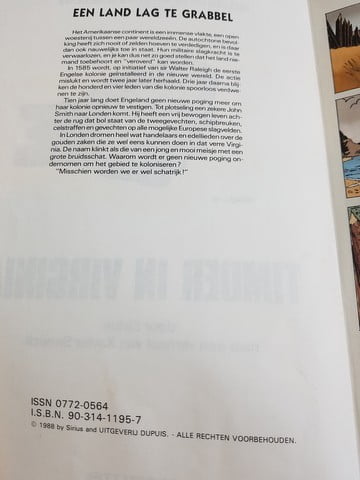 EEN LAND LAG TE GRABBEL
Het Amerikaanse continent is een immense vlakte, een open
woestenij tussen een paar wereldzeeën. De autochtone bevol
king heeft zich nooit of zelden hoeven te verdedigen, en is daar
dan ook nauwelijks toe in staat. Hun militaire slagkracht is te
verwaarlozen, en je kan dus net zo goed stellen dat het land nie-
mand toebehoort en "veroverd" kan worden.
In 1585 wordt, op initiatief van sir Walter Raleigh de eerste
Engelse kolonie geïnstalleerd in de nieuwe wereld. De actie
mislukt en wordt twee jaar later herhaald. Drie jaar daarna blij-
ken de honderd en vier leden van die kolonie spoorloos verdwe-
nen te zijn.
Tien jaar lang doet Engeland geen nieuwe poging meer om
haar kolonie opnieuw te vestigen. Tot plotseling een zekere John
Smith naar Londen komt. Hij heeft een vrij bewogen leven ach-
ter de rug dat bol staat van de tweegevechten, schipbreuken,
celstraffen en gevechten op alle mogelijke Europese slagvelden.
In Londen dromen heel wat handelaars en edellieden over de
gouden zaken die ze wel eens kunnen doen in dat verre Virgi-
nia. De naam klinkt als die van een jong en mooi meisje met een
grote bruidsschat. Waarom wordt er geen nieuwe poging on-
dernomen om het gebied te koloniseren?
"Misschien worden we er wel schatrijk!"
ISSN 0772-0564
I.S.B.N. 90-314-1195-7
© 1988 by Sirius and UITGEVERIJ DUPUIS. - ALLE RECHTEN VOORBEHOUDEN.